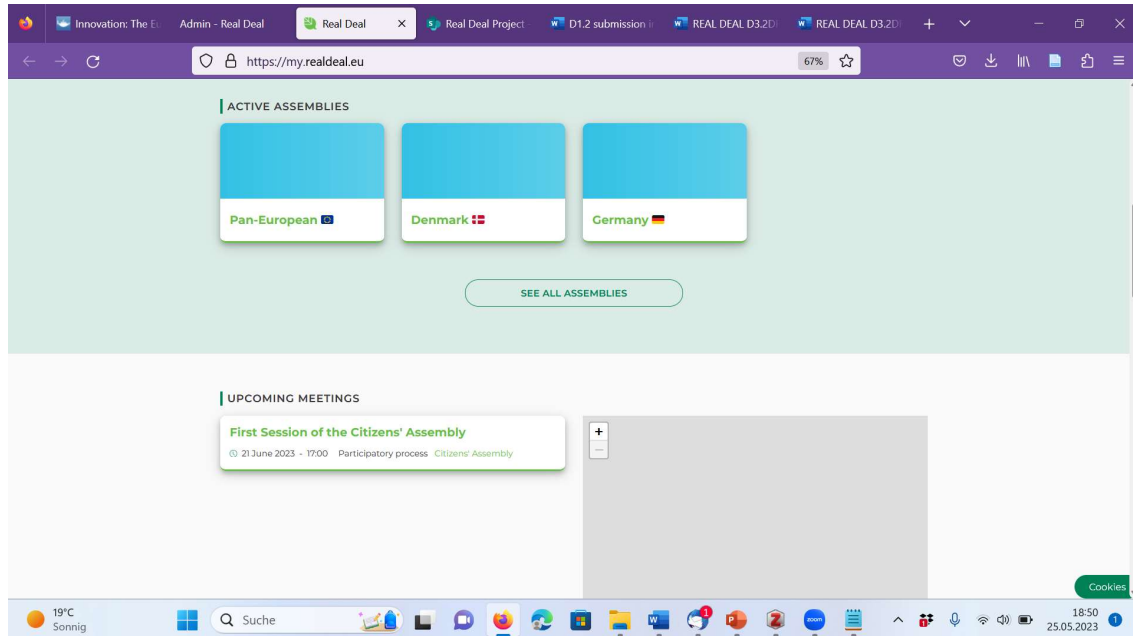 Innovation: The Eu
Admin - Real Deal
Real Deal
Real Deal Project -
D1.2 submission i
REAL DEAL D3.2D
REAL DEAL D3.2D
https://my.realdeal.eu
67%
ACTIVE ASSEMBLIES
Pan-European
Denmark
Germany
SEE ALL ASSEMBLIES
UPCOMING MEETINGS
First Session of the Citizens' Assembly
21 June 2023 - 17:00 Participatory process Citizens' Assembly
+
−
Cookies
19°C
Sonnig
Suche
zoom
18:50
25.05.2023
1